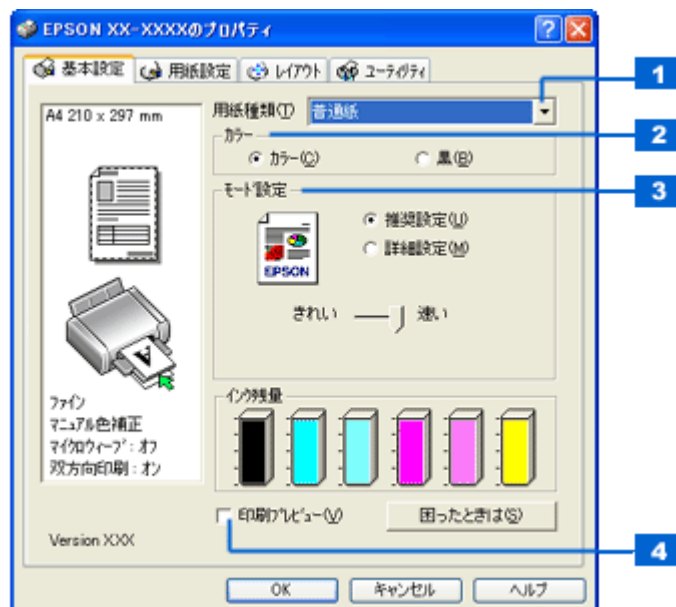 EPSON XX-XXXXのプロパティ
基本設定 用紙設定 レイアウト ユーティリティ
A4 210 x 297 mm
用紙種類(T) 普通紙
1
カラー
2
カラー(C) 黒(B)
モード設定
3
推奨設定(U)
詳細設定(M)
EPSON
きれい 速い
A
ファイン
マニュアル色補正
マイクロウィーブ：オフ
双方向印刷：オン
インク残量
印刷プレビュー(V) 困ったときは(S)
Version XXX
4
OK キャンセル ヘルプ